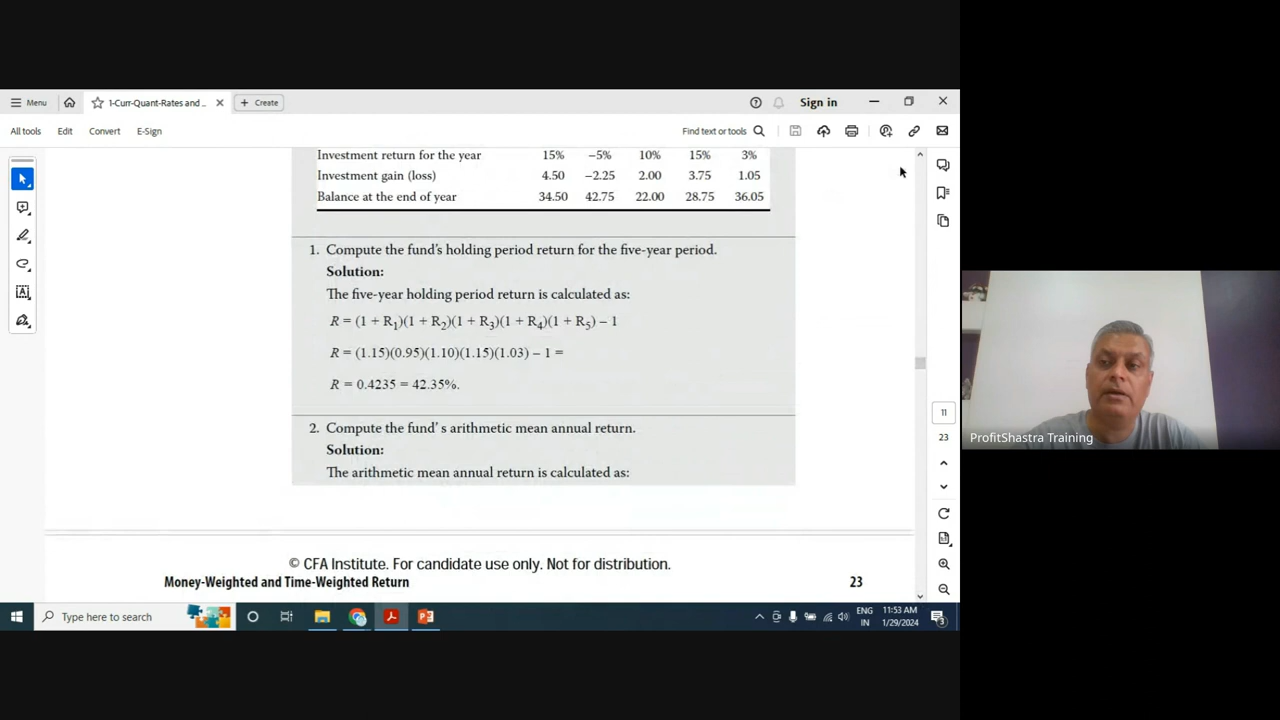 Menu
1-Curr-Quant-Rates and ...
Create
Sign in
All tools
Edit
Convert
E-Sign
Find text or tools
Investment return for the year 15% −5% 10% 15% 3%
Investment gain (loss) 4.50 −2.25 2.00 3.75 1.05
Balance at the end of year 34.50 42.75 22.00 28.75 36.05
1. Compute the fund's holding period return for the five-year period.
Solution:
The five-year holding period return is calculated as:
R = (1 + R1)(1 + R2)(1 + R3)(1 + R4)(1 + R5) − 1
R = (1.15)(0.95)(1.10)(1.15)(1.03) − 1 =
R = 0.4235 = 42.35%.
2. Compute the fund' s arithmetic mean annual return.
Solution:
The arithmetic mean annual return is calculated as:
11
23
© CFA Institute. For candidate use only. Not for distribution.
Money-Weighted and Time-Weighted Return 23
ProfitShastra Training
Type here to search
ENG
IN
11:53 AM
1/29/2024
3